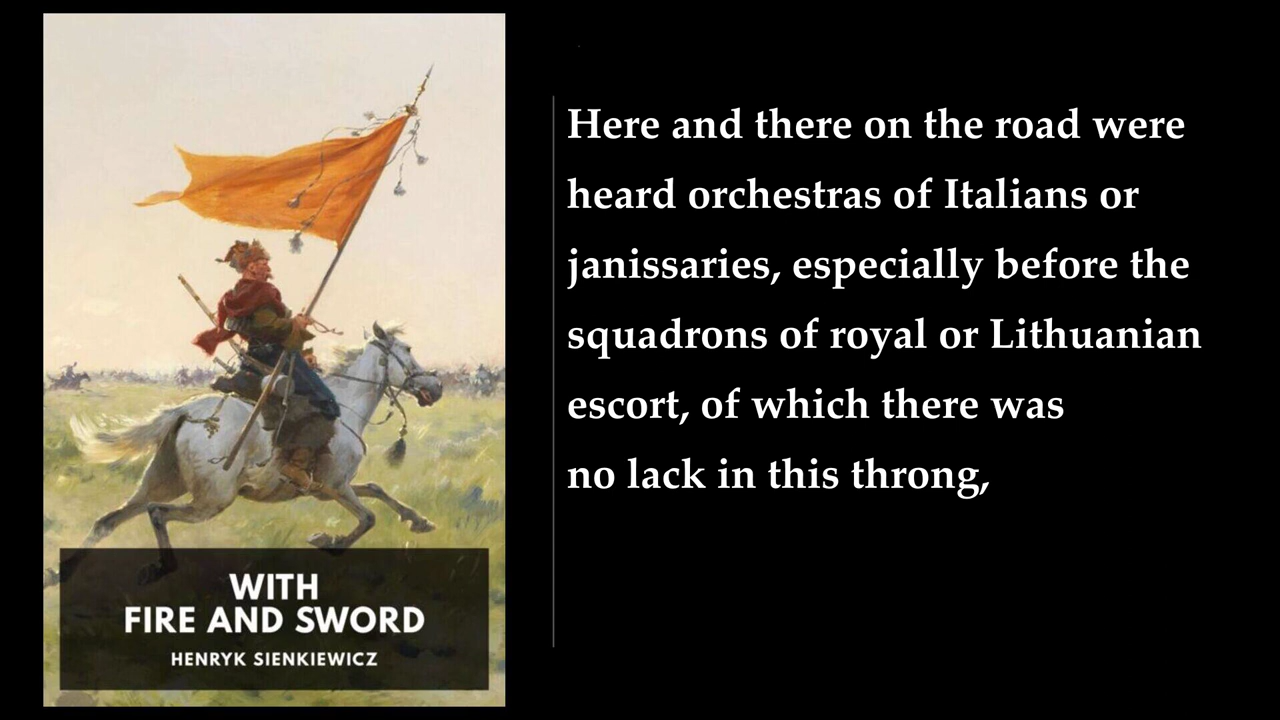 WITH
FIRE AND SWORD
HENRYK SIENKIEWICZ
Here and there on the road were
heard orchestras of Italians or
janissaries, especially before the
squadrons of royal or Lithuanian
escort, of which there was
no lack in this throng,